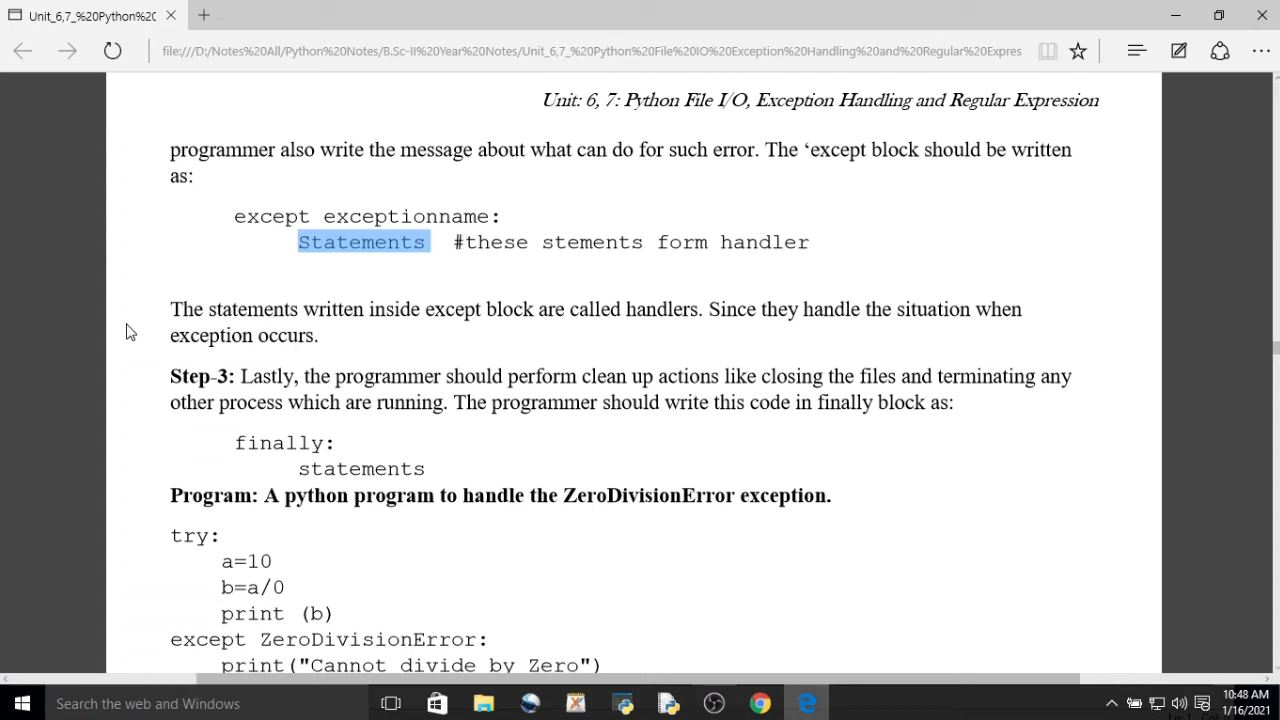 Unit_6,7_%20Python%20
file:///D:/Notes%20All/Python%20Notes/B.Sc-II%20Year%20Notes/Unit_6,7_%20Python%20File%20IO%20Exception%20Handling%20and%20Regular%20Expres
Unit: 6, 7: Python File I/O, Exception Handling and Regular Expression
programmer also write the message about what can do for such error. The ‘except block should be written
as:
except exceptionname:
Statements #these stements form handler
The statements written inside except block are called handlers. Since they handle the situation when
exception occurs.
Step-3: Lastly, the programmer should perform clean up actions like closing the files and terminating any
other process which are running. The programmer should write this code in finally block as:
finally:
statements
Program: A python program to handle the ZeroDivisionError exception.
try:
a=10
b=a/0
print (b)
except ZeroDivisionError:
print("Cannot divide by Zero")
Search the web and Windows
10:48 AM
1/16/2021